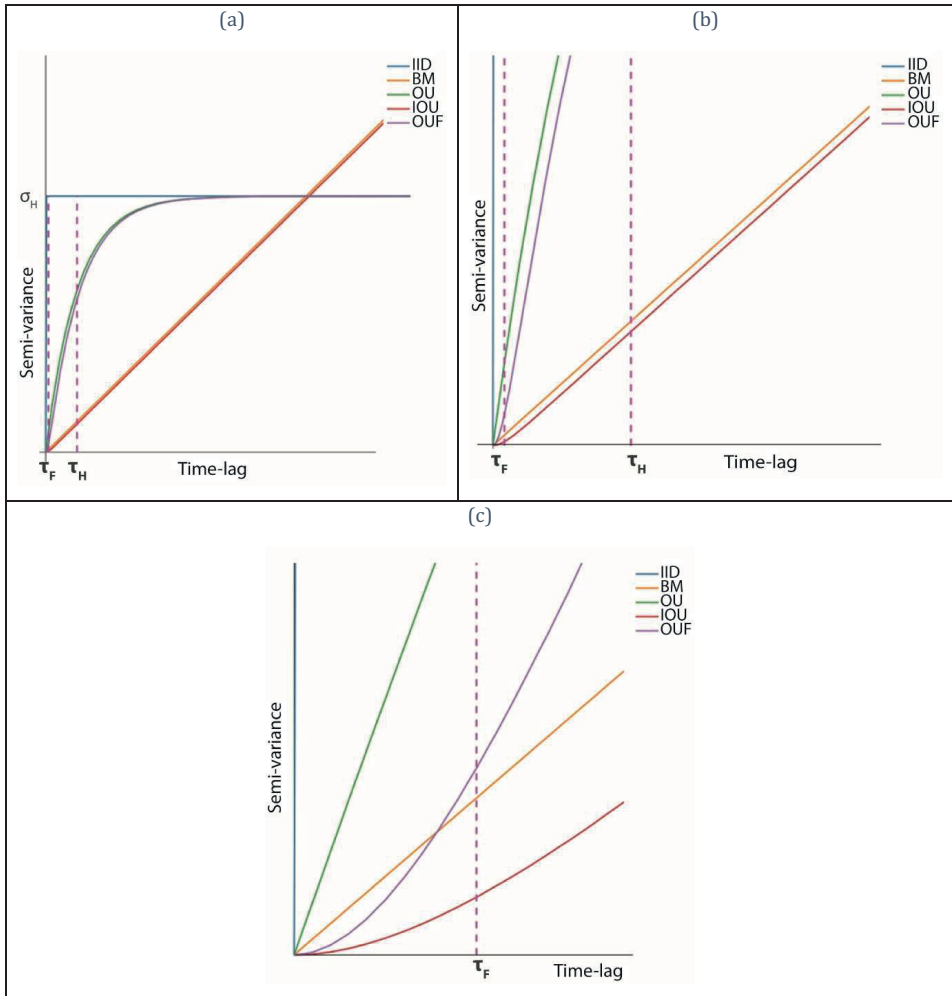 (a)
IID
BM
OU
IOU
OUF
σH
Semi-variance
τF τH Time-lag
(b)
IID
BM
OU
IOU
OUF
Semi-variance
τF τH Time-lag
(c)
IID
BM
OU
IOU
OUF
Semi-variance
τF Time-lag